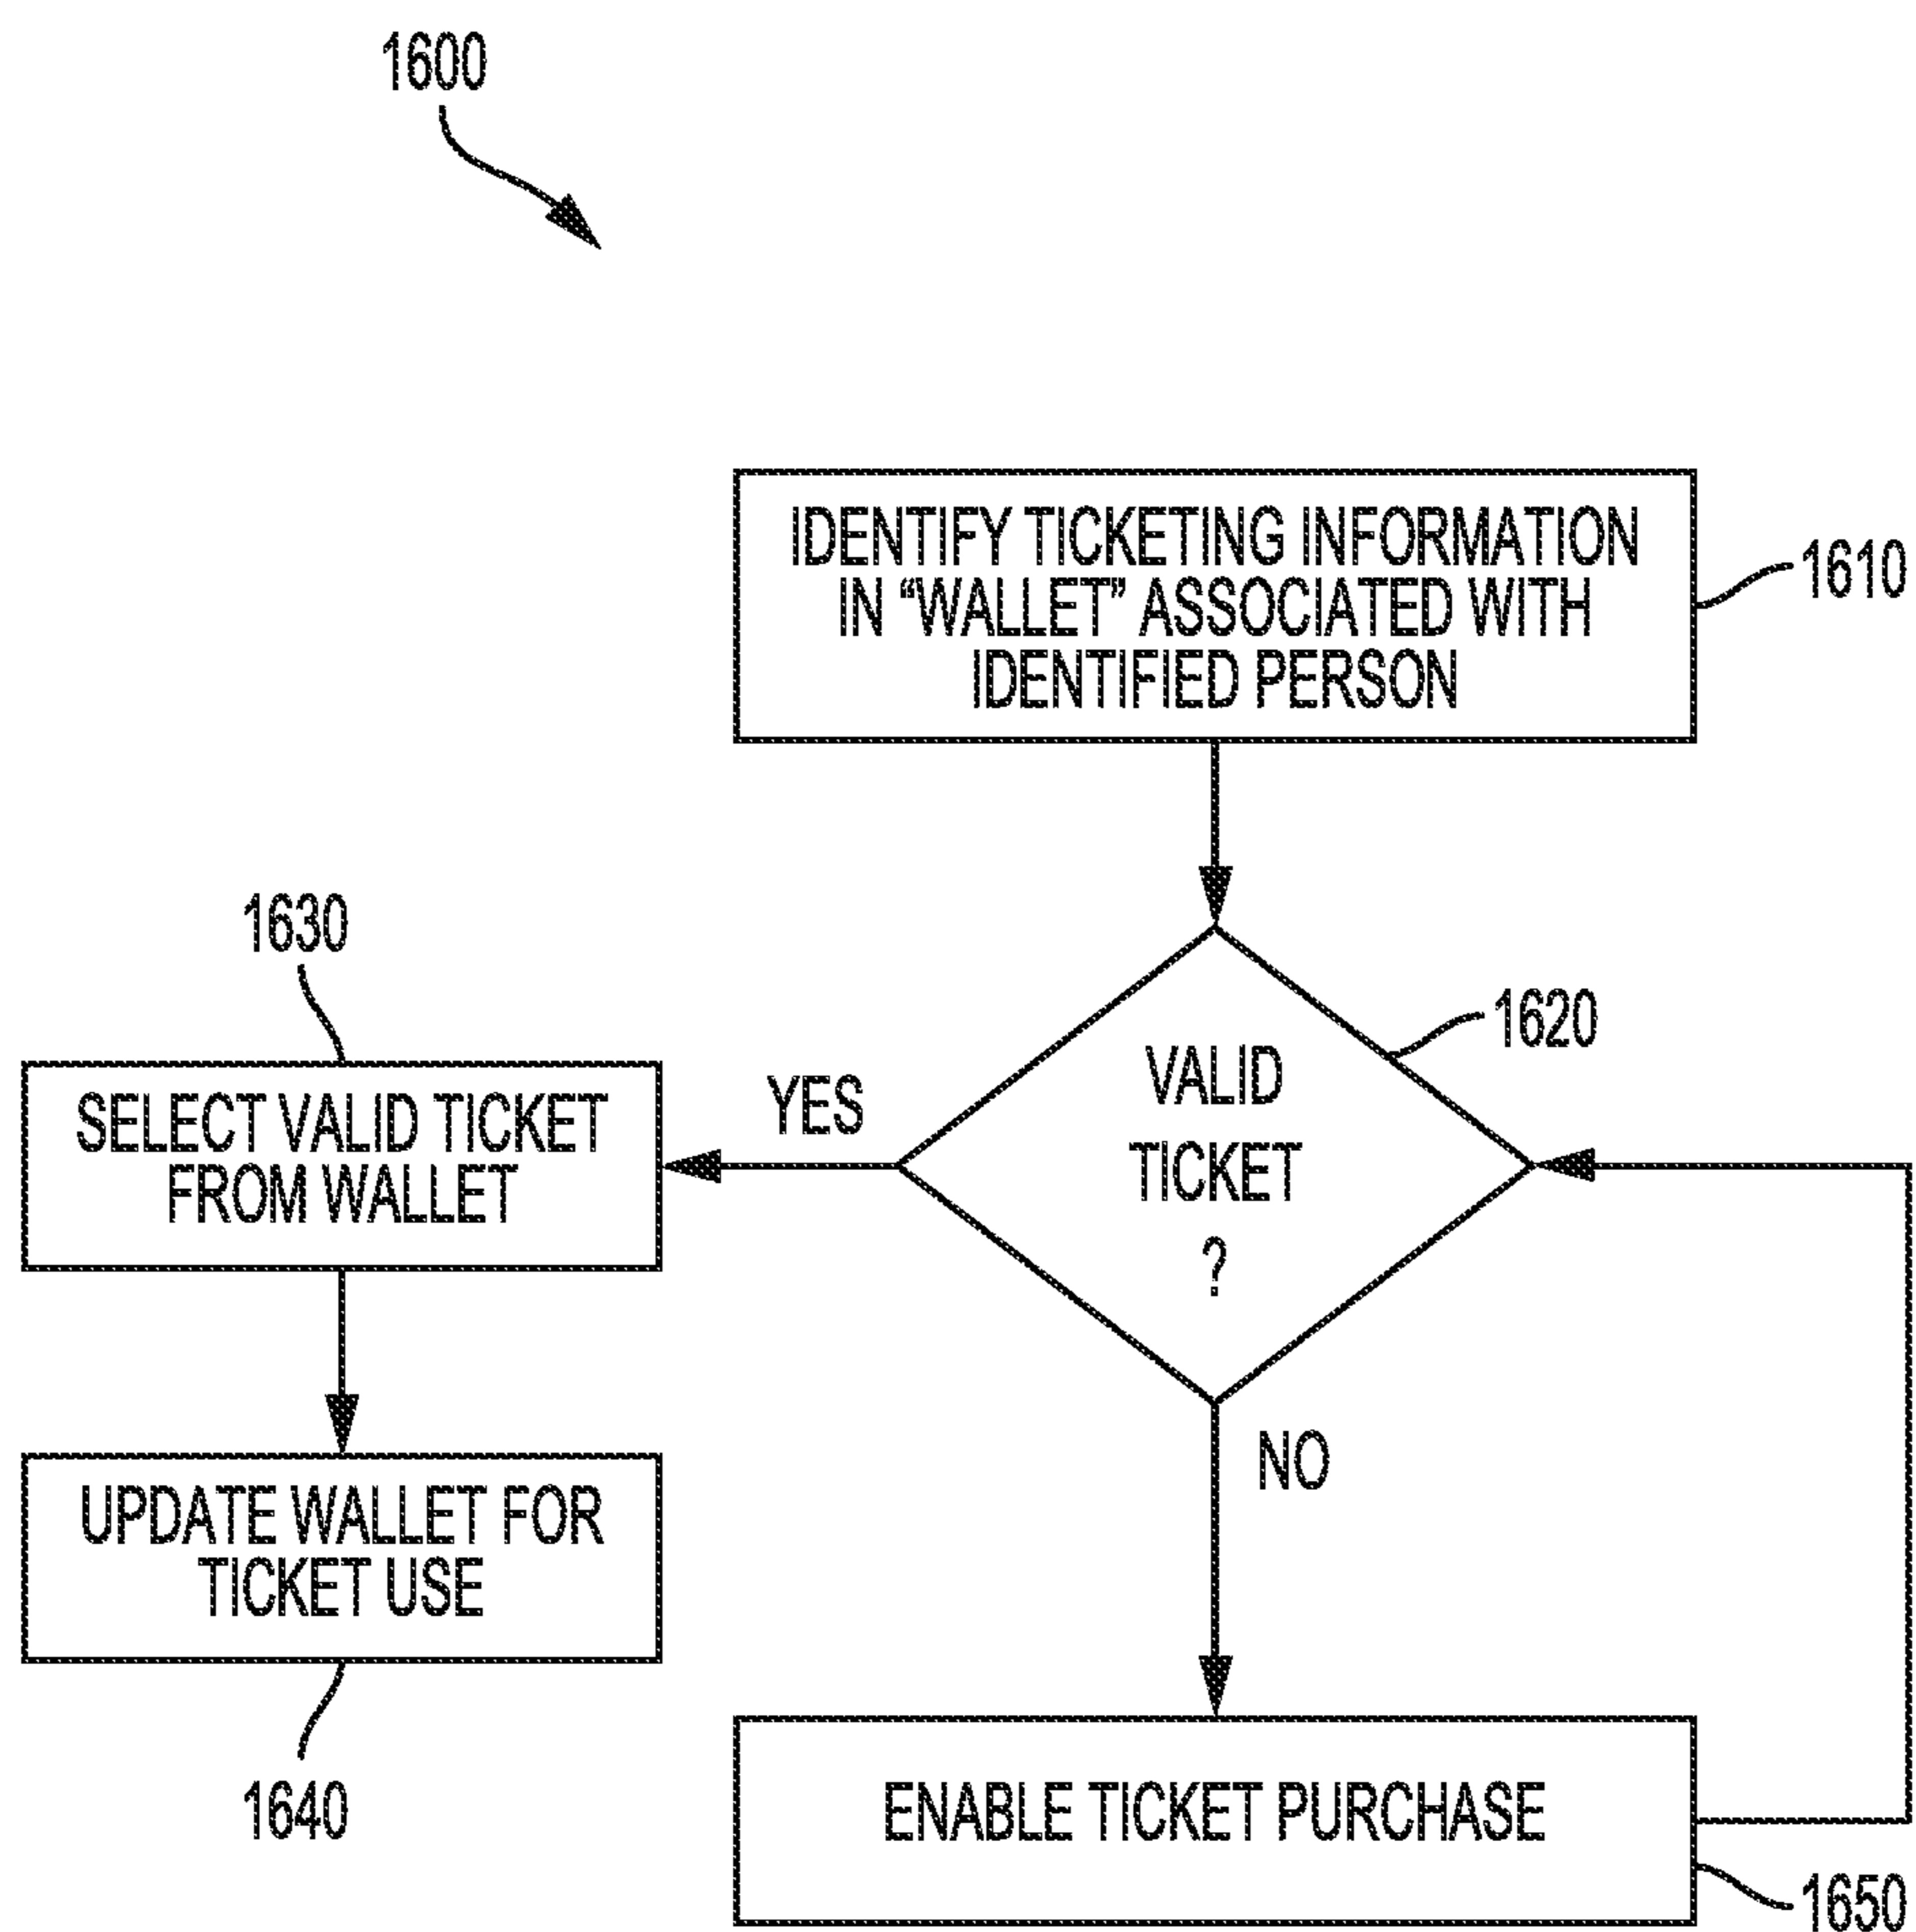 1600
IDENTIFY TICKETING INFORMATION
IN “WALLET” ASSOCIATED WITH
IDENTIFIED PERSON
1610
1630
1620
VALID
TICKET
?
YES
SELECT VALID TICKET
FROM WALLET
NO
UPDATE WALLET FOR
TICKET USE
1640
ENABLE TICKET PURCHASE
1650